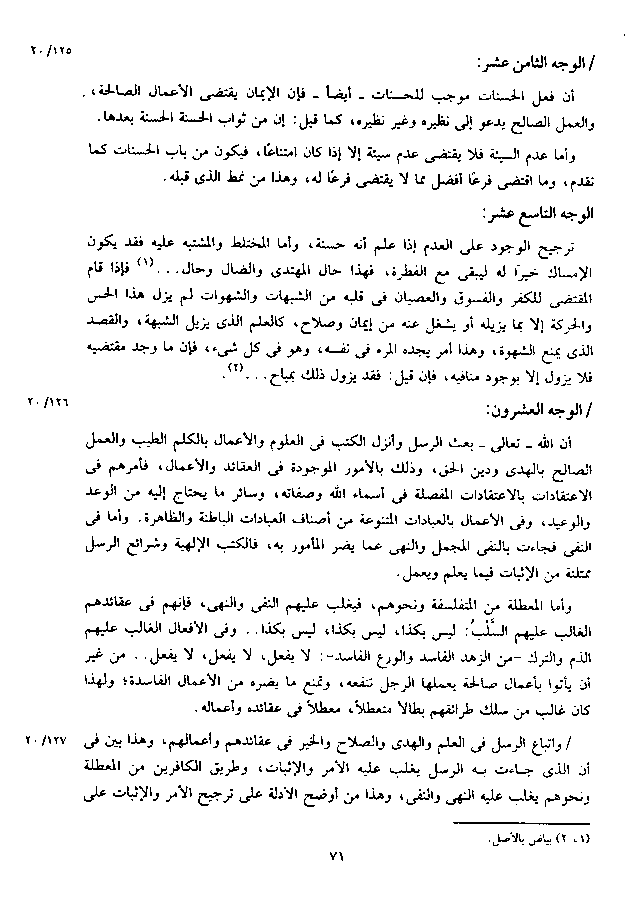 ٢٠/١٢٥
/ الوجه الثامن عشر:
أن فعل الحسنات موجب للحسنات ـ أيضاً ـ فإن الإيمان يقتضى الأعمال الصالحة،
والعمل الصالح يدعو إلى نظيره وغير نظيره، كما قيل: إن من ثواب الحسنة الحسنة بعدها.
وأما عدم السيئة فلا يقتضى عدم سيئة إلا إذا كان امتناعًا، فيكون من باب الحسنات كما
تقدم، وما اقتضى فرعًا أفضل مما لا يقتضى فرعًا له، وهذا من نمط الذى قبله.
الوجه التاسع عشر:
ترجيح الوجود على العدم إذا علم أنه حسنة، وأما المختلط والمشتبه عليه فقد يكون
الإمساك خيرًا له ليبقى مع الفطرة، فهذا حال المهتدى والضال وحال...(١) فإذا قام
المقتضى للكفر والفسوق والعصيان فى قلبه من الشبهات والشهوات لم يزل هذا الحس
والحركة إلا بما يزيله أو يشغل عنه من إيمان وصلاح، كالعلم الذى يزيل الشبهة، والقصد
الذى يمنع الشهوة، وهذا أمر يجده المرء فى نفسه، وهو فى كل شىء، فإن ما وجد مقتضيه
فلا يزول إلا بوجود منافيه، فإن قيل: فقد يزول ذلك بمباح...(٢).
٢٠/١٢٦
/ الوجه العشرون:
أن الله ـ تعالى ـ بعث الرسل وأنزل الكتب فى العلوم والأعمال بالكلم الطيب والعمل
الصالح بالهدى ودين الحق، وذلك بالأمور الموجودة فى العقائد والأعمال، فأمرهم فى
الاعتقادات بالاعتقادات المفصلة فى أسماء الله وصفاته، وسائر ما يحتاج إليه من الوعد
والوعيد، وفى الأعمال بالعبادات المتنوعة من أصناف العبادات الباطنة والظاهرة. وأما فى
النفى فجاءت بالنفى المجمل والنهى عما يضر المأمور به، فالكتب الإلهية وشرائع الرسل
ممتلئة من الإثبات فيما يعلم ويعمل.
وأما المعطلة من المتفلسفة ونحوهم، فيغلب عليهم النفى والنهى، فإنهم فى عقائدهم
الغالب عليهم السَّلْبُ: ليس بكذا، ليس بكذا، ليس بكذا.. وفى الأفعال الغالب عليهم
الذم والترك -من الزهد الفاسد والورع الفاسد-: لا يفعل، لا يفعل، لا يفعل.. من غير
أن يأتوا بأعمال صالحة يعملها الرجل تنفعه، وتمنع ما يضره من الأعمال الفاسدة؛ ولهذا
كان غالب من سلك طرائقهم بطالا متعطلاً، معطلاً فى عقائده وأعماله.
٢٠/١٢٧
/ واتباع الرسل فى العلم والهدى والصلاح والخير فى عقائدهم وأعمالهم، وهذا بين فى
أن الذى جاءت به الرسل يغلب عليه الأمر والإثبات، وطريق الكافرين من المعطلة
ونحوهم يغلب عليه النهى والنفى، وهذا من أوضح الأدلة على ترجيح الأمر والإثبات على
(١، ٢) بياض بالأصل.
٧١